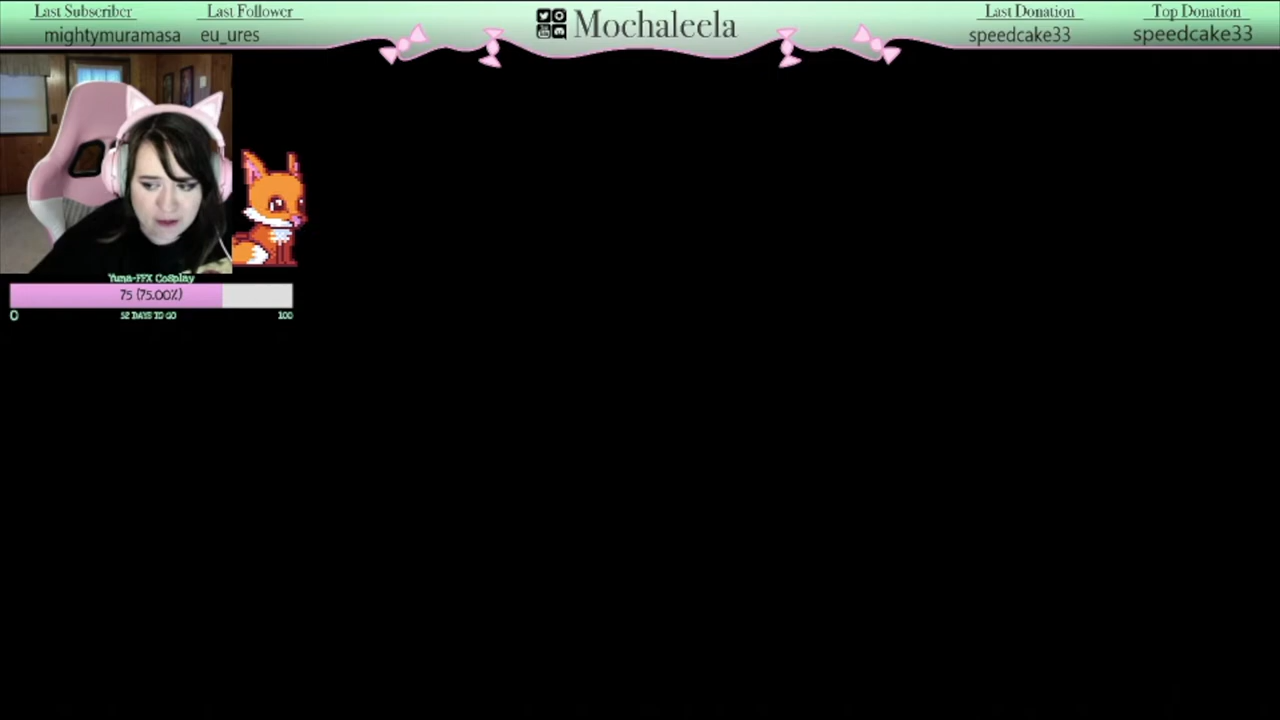 Last Subscriber
mightymuramasa
Last Follower
eu_ures
Mochaleela
Last Donation
speedcake33
Top Donation
speedcake33
Yuna-FFX CoSplay
75 (75.00%)
0
52 DAYS TO GO
100